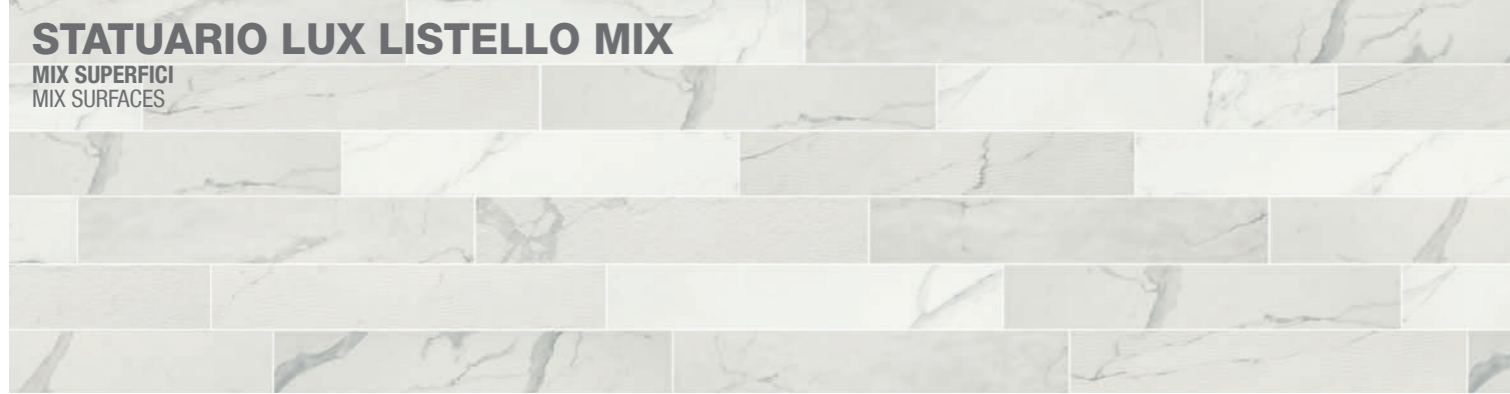 STATUARIO LUX LISTELLO MIX
MIX SUPERFICI
MIX SURFACES